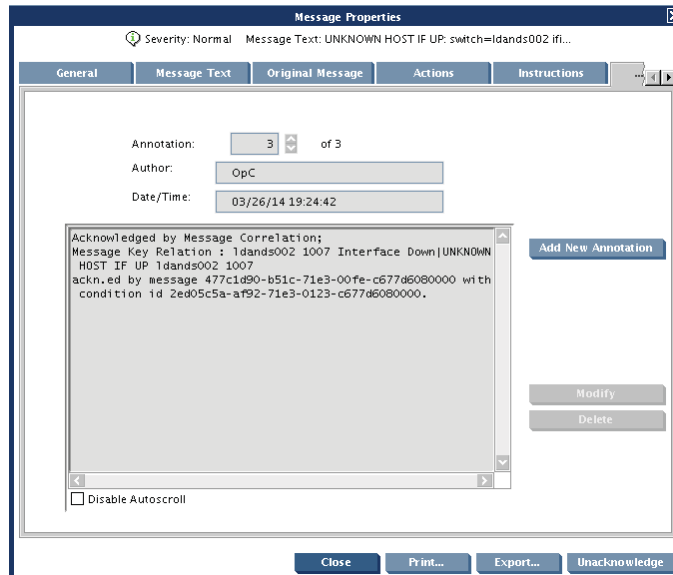 Message Properties
Severity: Normal Message Text: UNKNOWN HOST IF UP: switch=ldands002 ifi...
General Message Text Original Message Actions Instructions ...
Annotation: 3 of 3
Author: OpC
Date/Time: 03/26/14 19:24:42
Acknowledged by Message Correlation;
Message Key Relation : ldands002 1007 Interface Down|UNKNOWN
HOST IF UP ldands002 1007
ackn.ed by message 477c1d90-b51c-71e3-00fe-c677d6080000 with
condition id 2ed05c5a-af92-71e3-0123-c677d6080000.
Add New Annotation
Modify
Delete
Disable Autoscroll
Close Print... Export... Unacknowledge